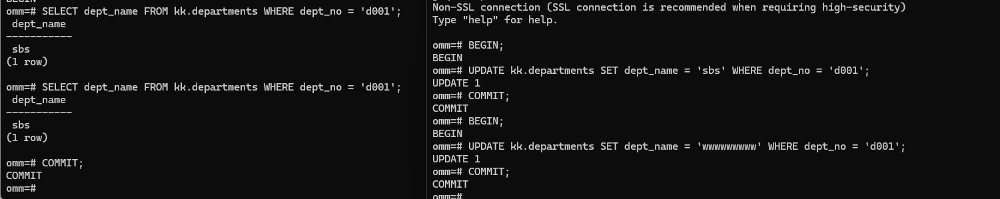 BEGIN
omm=# SELECT dept_name FROM kk.departments WHERE dept_no = 'd001';
 dept_name
-----------
 sbs
(1 row)

omm=# SELECT dept_name FROM kk.departments WHERE dept_no = 'd001';
 dept_name
-----------
 sbs
(1 row)

omm=# COMMIT;
COMMIT
omm=#
Non-SSL connection (SSL connection is recommended when requiring high-security)
Type "help" for help.

omm=# BEGIN;
BEGIN
omm=# UPDATE kk.departments SET dept_name = 'sbs' WHERE dept_no = 'd001';
UPDATE 1
omm=# COMMIT;
COMMIT
omm=# BEGIN;
BEGIN
omm=# UPDATE kk.departments SET dept_name = 'wwwwwwwww' WHERE dept_no = 'd001';
UPDATE 1
omm=# COMMIT;
COMMIT
omm=#